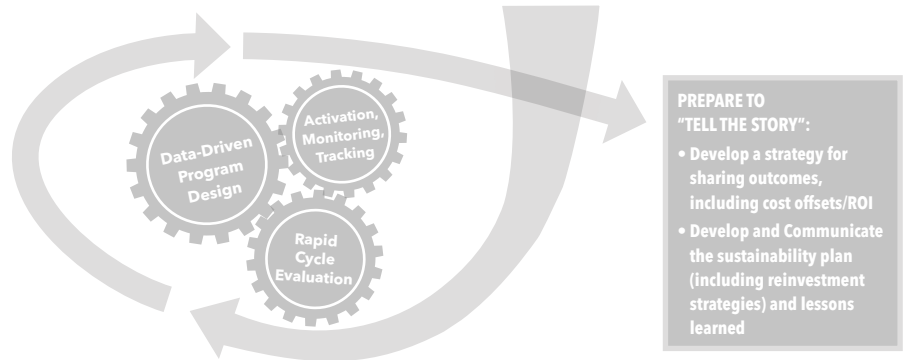 Data-Driven
Program
Design
Activation,
Monitoring,
Tracking
Rapid
Cycle
Evaluation
PREPARE TO
“TELL THE STORY”:
• Develop a strategy for
sharing outcomes,
including cost offsets/ROI
• Develop and Communicate
the sustainability plan
(including reinvestment
strategies) and lessons
learned